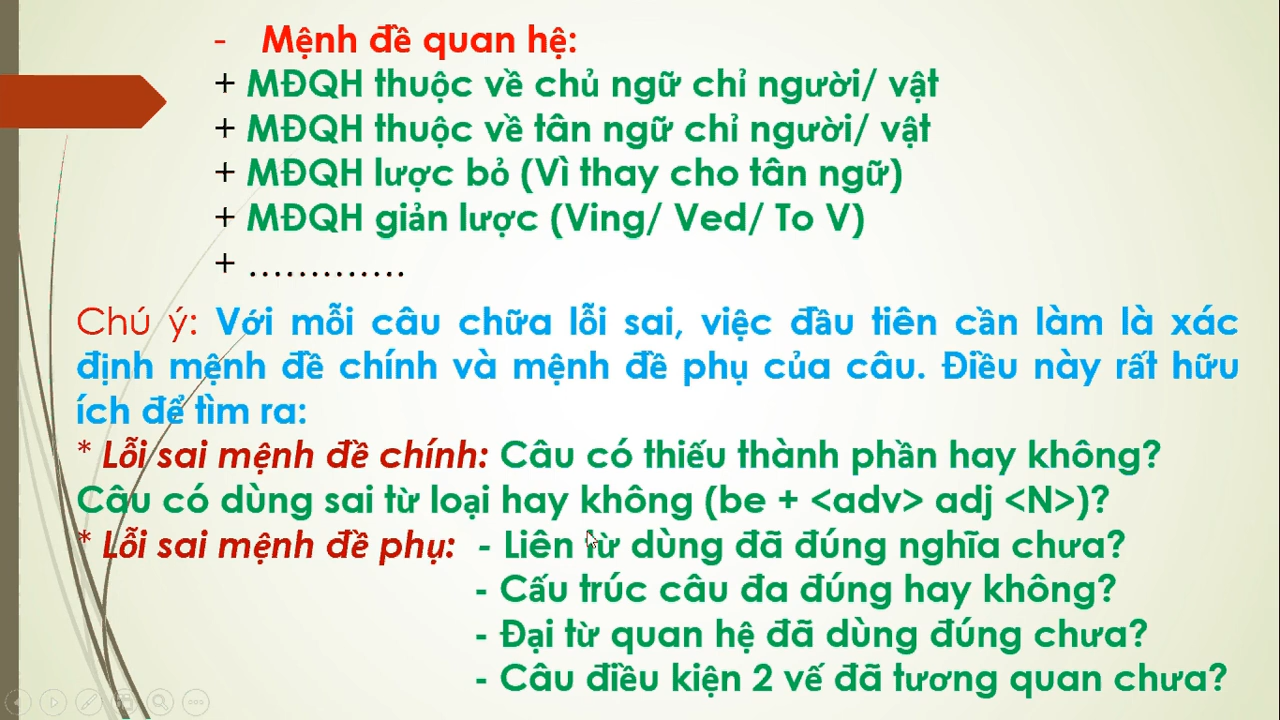 - Mệnh đề quan hệ:
+ MĐQH thuộc về chủ ngữ chỉ người/ vật
+ MĐQH thuộc về tân ngữ chỉ người/ vật
+ MĐQH lược bỏ (Vì thay cho tân ngữ)
+ MĐQH giản lược (Ving/ Ved/ To V)
+ ………….
Chú ý: Với mỗi câu chữa lỗi sai, việc đầu tiên cần làm là xác
định mệnh đề chính và mệnh đề phụ của câu. Điều này rất hữu
ích để tìm ra:
* Lỗi sai mệnh đề chính: Câu có thiếu thành phần hay không?
Câu có dùng sai từ loại hay không (be + <adv> adj <N>)?
* Lỗi sai mệnh đề phụ: - Liên từ dùng đã đúng nghĩa chưa?
- Cấu trúc câu đa đúng hay không?
- Đại từ quan hệ đã dùng đúng chưa?
- Câu điều kiện 2 vế đã tương quan chưa?